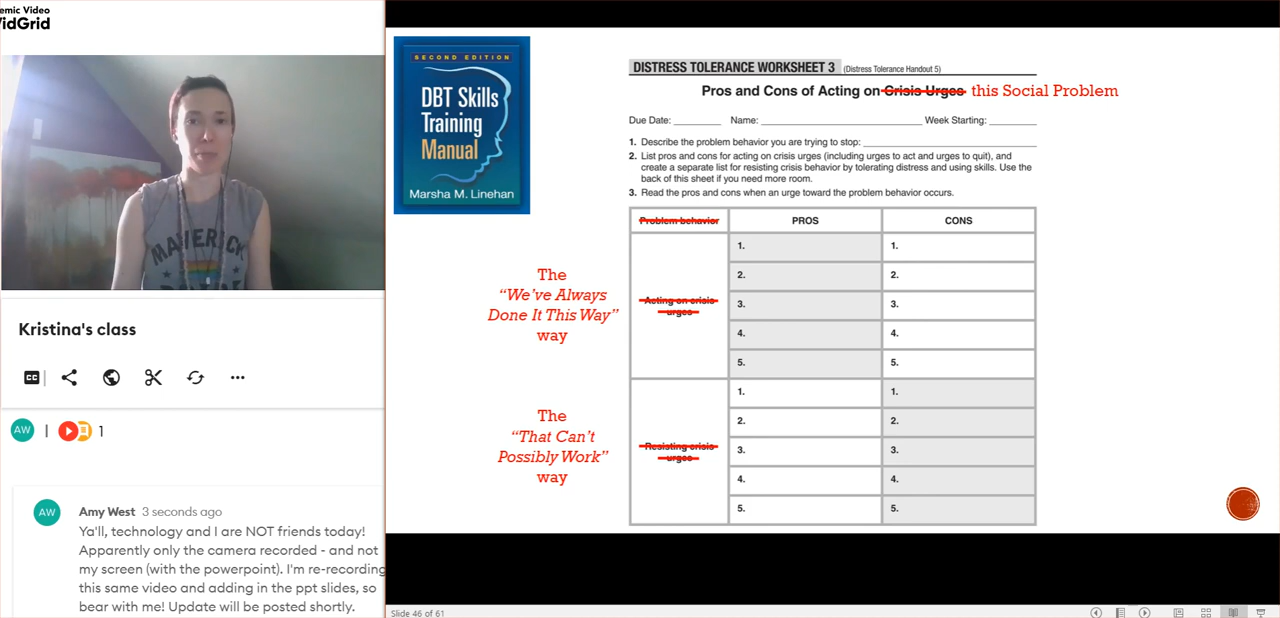 emic Video
VidGrid
MAVERICK
Kristina's class
CC
AW
1
AW
Amy West 3 seconds ago
Ya'll, technology and I are NOT friends today!
Apparently only the camera recorded - and not
my screen (with the powerpoint). I'm re-recording
this same video and adding in the ppt slides, so
bear with me! Update will be posted shortly.
SECOND EDITION
DBT Skills
Training
Manual
Marsha M. Linehan
DISTRESS TOLERANCE WORKSHEET 3 (Distress Tolerance Handout 5)
Pros and Cons of Acting on Crisis Urges this Social Problem
Due Date: ________ Name: ________________________ Week Starting: ________
1. Describe the problem behavior you are trying to stop: ________________________
2. List pros and cons for acting on crisis urges (including urges to act and urges to quit), and
create a separate list for resisting crisis behavior by tolerating distress and using skills. Use the
back of this sheet if you need more room.
3. Read the pros and cons when an urge toward the problem behavior occurs.
Problem behavior PROS CONS
1. 1.
2. 2.
3. 3.
4. 4.
5. 5.
Acting on crisis
urges
The
“We’ve Always
Done It This Way”
way
1. 1.
2. 2.
3. 3.
4. 4.
5. 5.
Resisting crisis
urges
The
“That Can’t
Possibly Work”
way
Slide 46 of 61